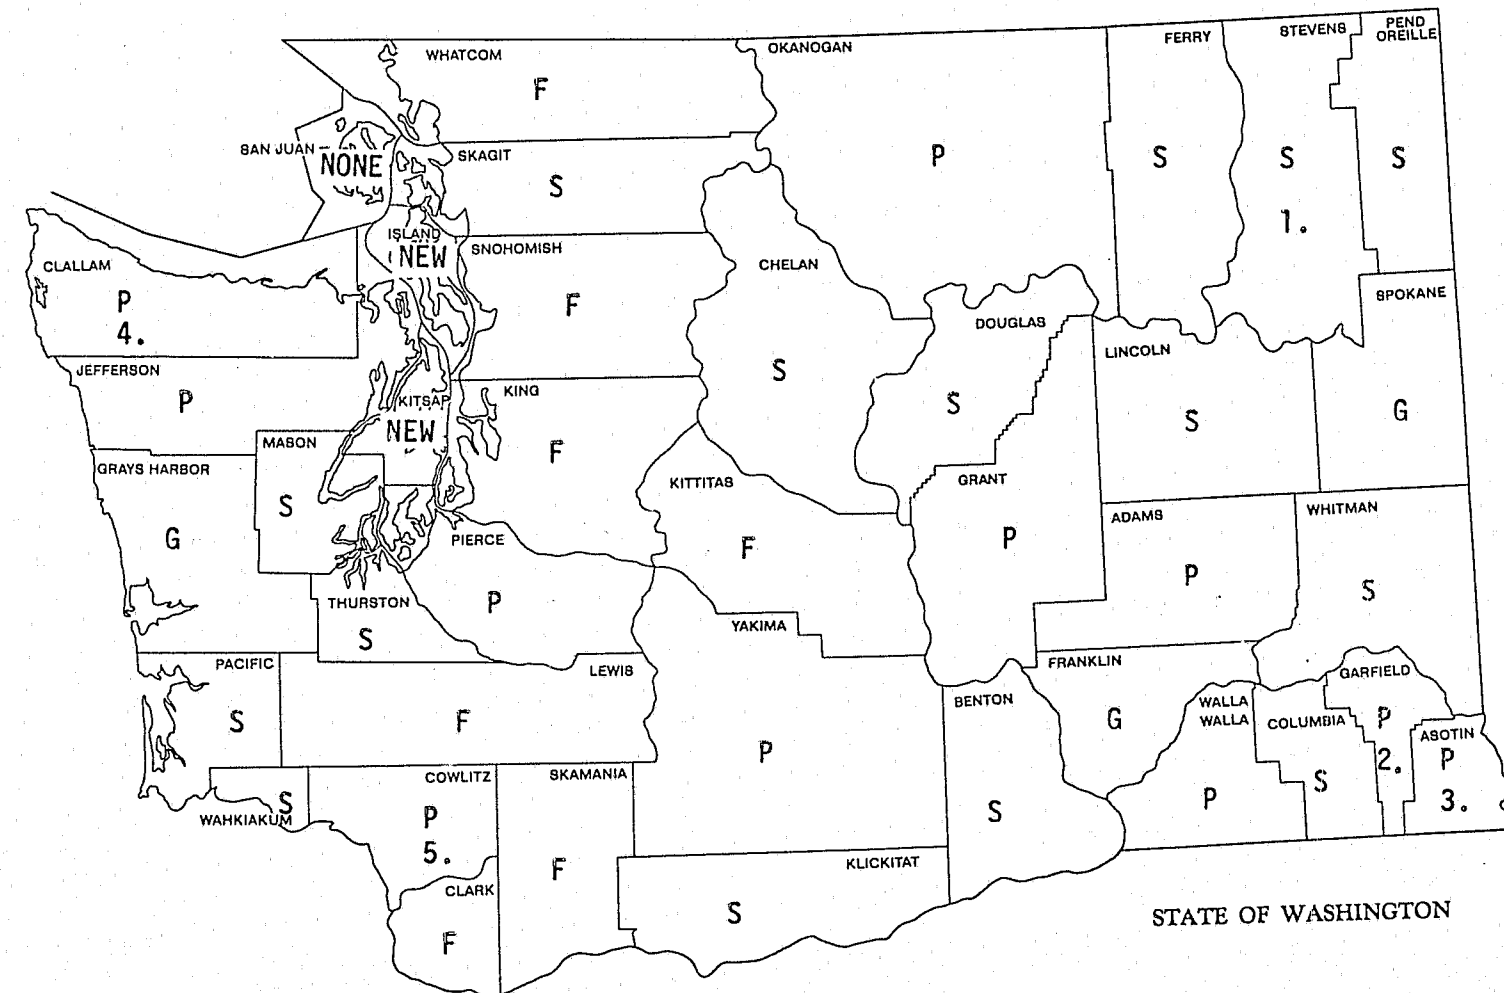 WHATCOM
F
OKANOGAN
P
FERRY
S
STEVENS
S
1.
PEND
OREILLE
S
SAN JUAN
NONE
SKAGIT
S
ISLAND
NEW
SNOHOMISH
F
CLALLAM
P
4.
CHELAN
S
DOUGLAS
S
SPOKANE
G
LINCOLN
S
JEFFERSON
P
KITSAP
NEW
KING
F
MASON
S
GRAYS HARBOR
G
KITTITAS
F
GRANT
P
ADAMS
P
WHITMAN
S
PIERCE
P
THURSTON
S
YAKIMA
P
PACIFIC
S
LEWIS
F
BENTON
S
FRANKLIN
G
WALLA
WALLA
P
COLUMBIA
S
GARFIELD
P
2.
ASOTIN
P
3.
WAHKIAKUM
S
COWLITZ
P
5.
SKAMANIA
F
CLARK
F
KLICKITAT
S
STATE OF WASHINGTON